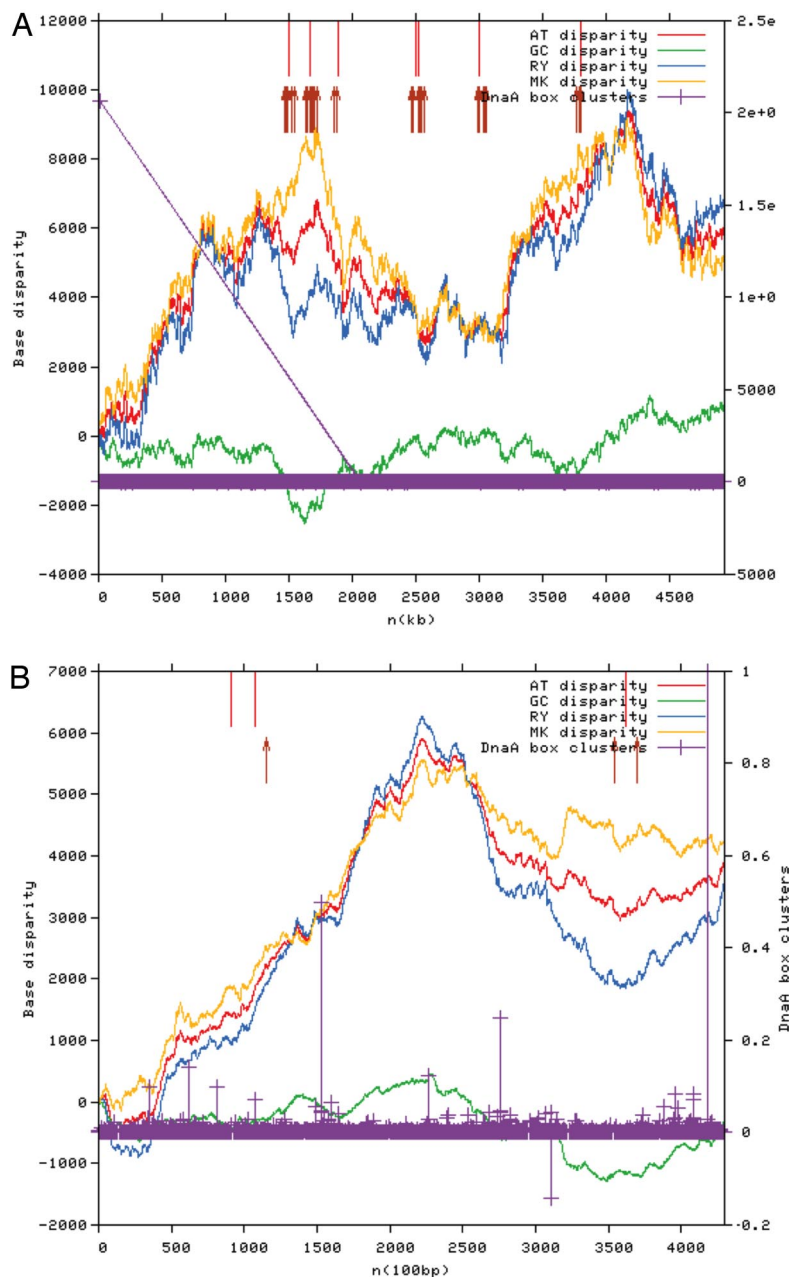 A
12000
10000
8000
6000
4000
2000
0
-2000
-4000
Base disparity
AT disparity
GC disparity
RY disparity
MK disparity
DnaA box clusters
2.5e
2e+0
1.5e
1e+0
5000
0
5000
0 500 1000 1500 2000 2500 3000 3500 4000 4500
n(kb)
B
7000
6000
5000
4000
3000
2000
1000
0
-1000
-2000
Base disparity
AT disparity
GC disparity
RY disparity
MK disparity
DnaA box clusters
1
0.8
0.6
0.4
0.2
0
-0.2
DnaA box clusters
0 500 1000 1500 2000 2500 3000 3500 4000
n(100bp)